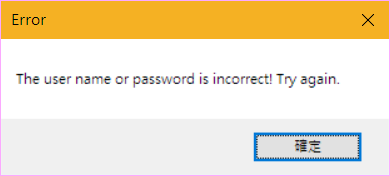 Error
The user name or password is incorrect! Try again.
確定